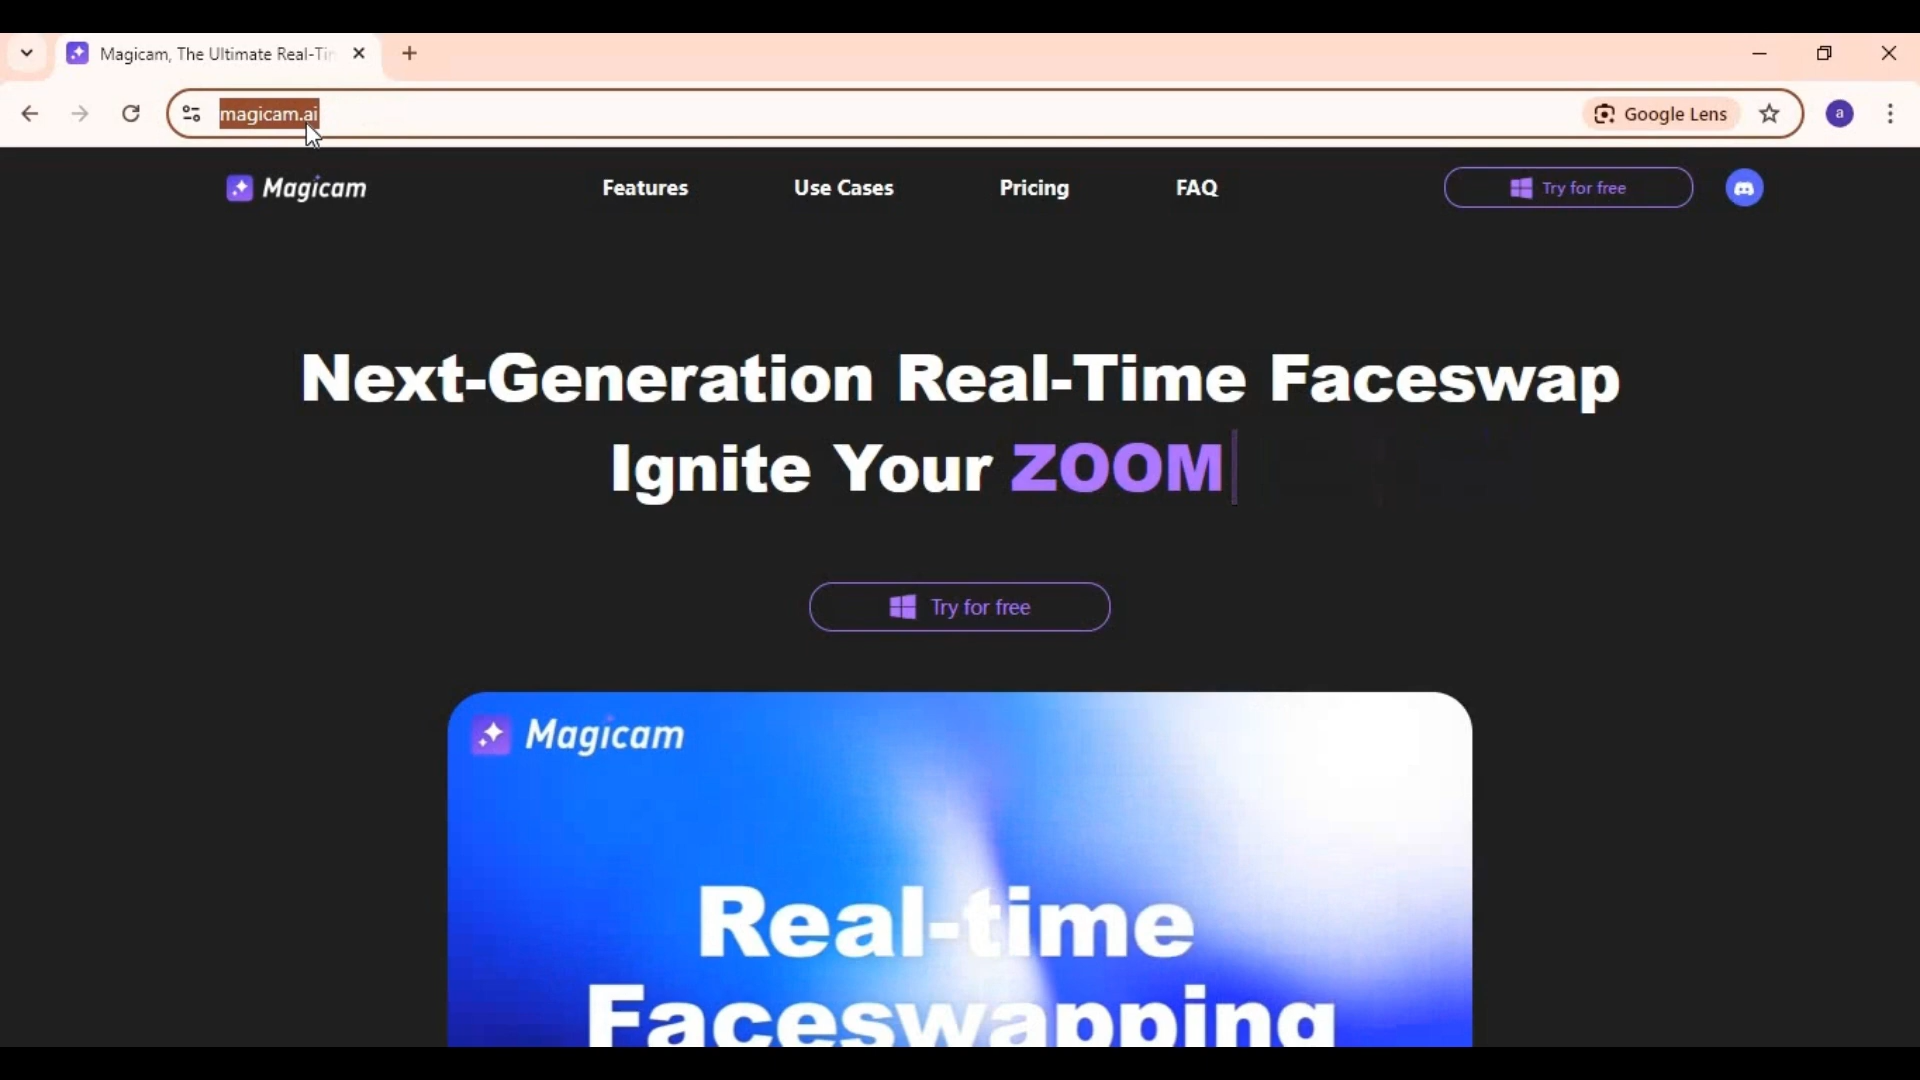 Magicam, The Ultimate Real-Ti
magicam.ai
Google Lens
a
Magicam
Features
Use Cases
Pricing
FAQ
Try for free
Next-Generation Real-Time Faceswap
Ignite Your ZOOM
Try for free
Magicam
Real-time
Faceswapping